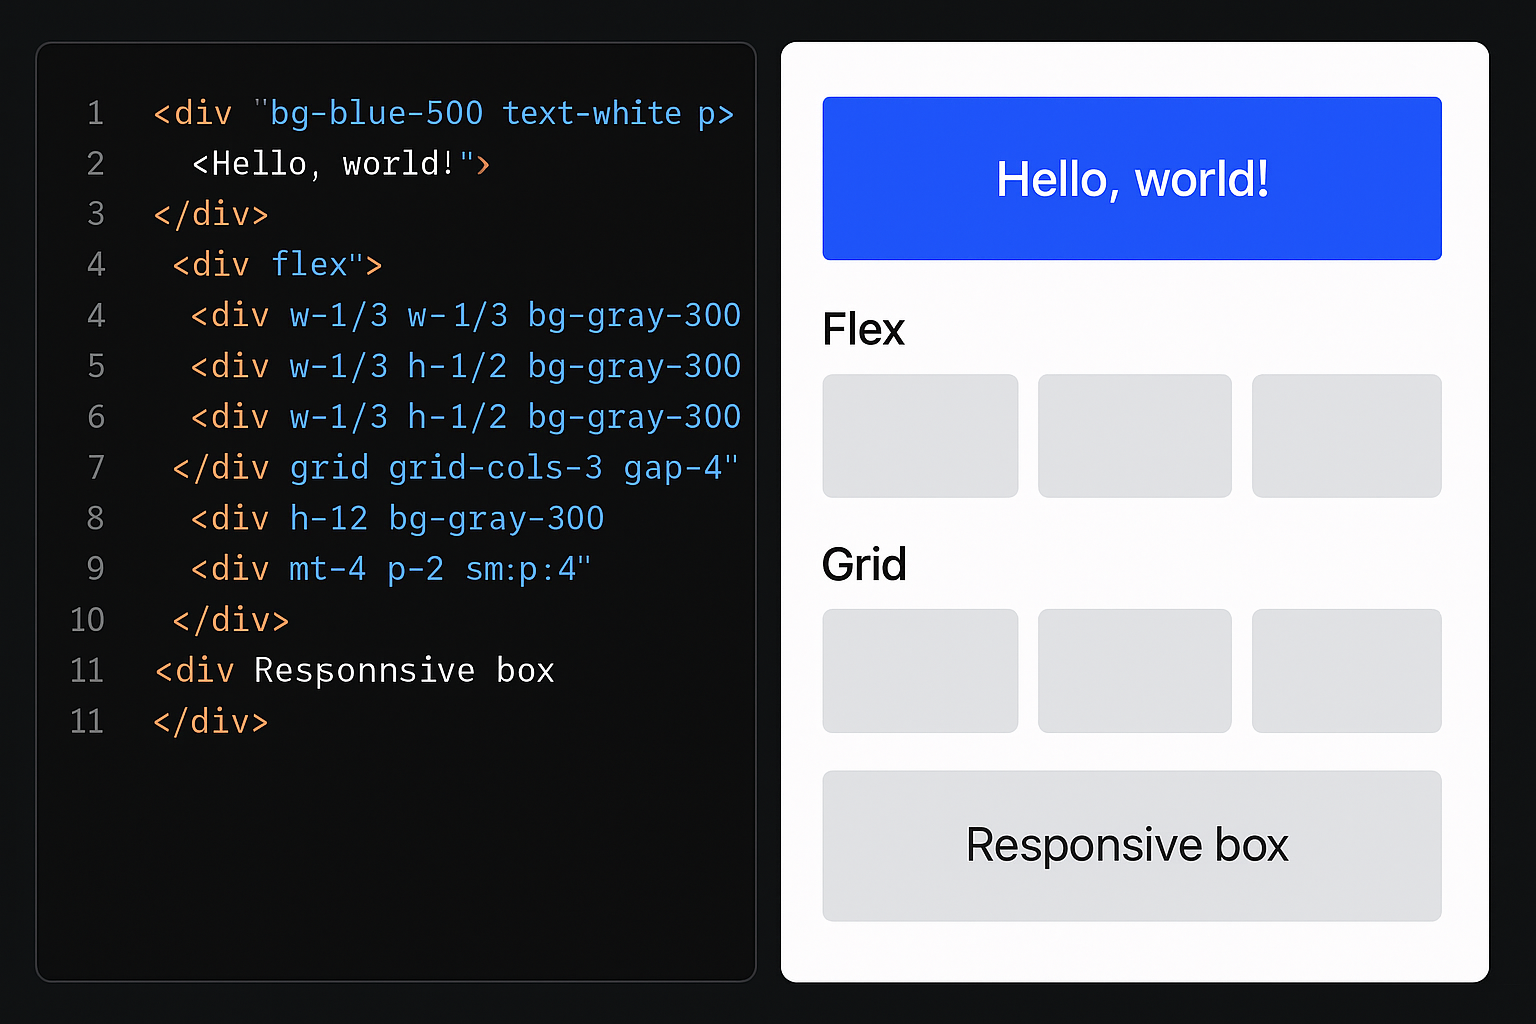 1 <div "bg-blue-500 text-white p>
2 <Hello, world!">
3 </div>
4 <div flex">
4 <div w-1/3 w-1/3 bg-gray-300
5 <div w-1/3 h-1/2 bg-gray-300
6 <div w-1/3 h-1/2 bg-gray-300
7 </div grid grid-cols-3 gap-4"
8 <div h-12 bg-gray-300
9 <div mt-4 p-2 sm:p:4"
10 </div>
11 <div Responnsive box
11 </div>
Hello, world!
Flex
Grid
Responsive box